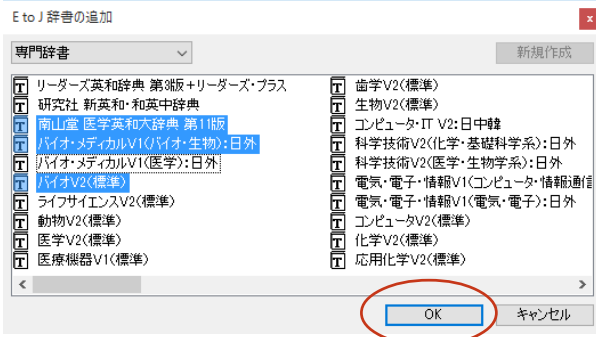 E to J 辞書の追加
専門辞書
新規作成
リーダーズ英和辞典 第3版+リーダーズ・プラス
研究社 新英和・和英中辞典
南山堂 医学英和大辞典 第11版
バイオ・メディカルV1(バイオ・生物):日外
バイオ・メディカルV1(医学):日外
バイオV2(標準)
ライフサイエンスV2(標準)
動物V2(標準)
医学V2(標準)
医療機器V1(標準)
歯学V2(標準)
生物V2(標準)
コンピュータ・IT V2:日中韓
科学技術V2(化学・基礎科学系):日外
科学技術V2(医学・生物学系):日外
電気・電子・情報V1(コンピュータ・情報通信
電気・電子・情報V1(電気・電子):日外
コンピュータV2(標準)
化学V2(標準)
応用化学V2(標準)
OK
キャンセル